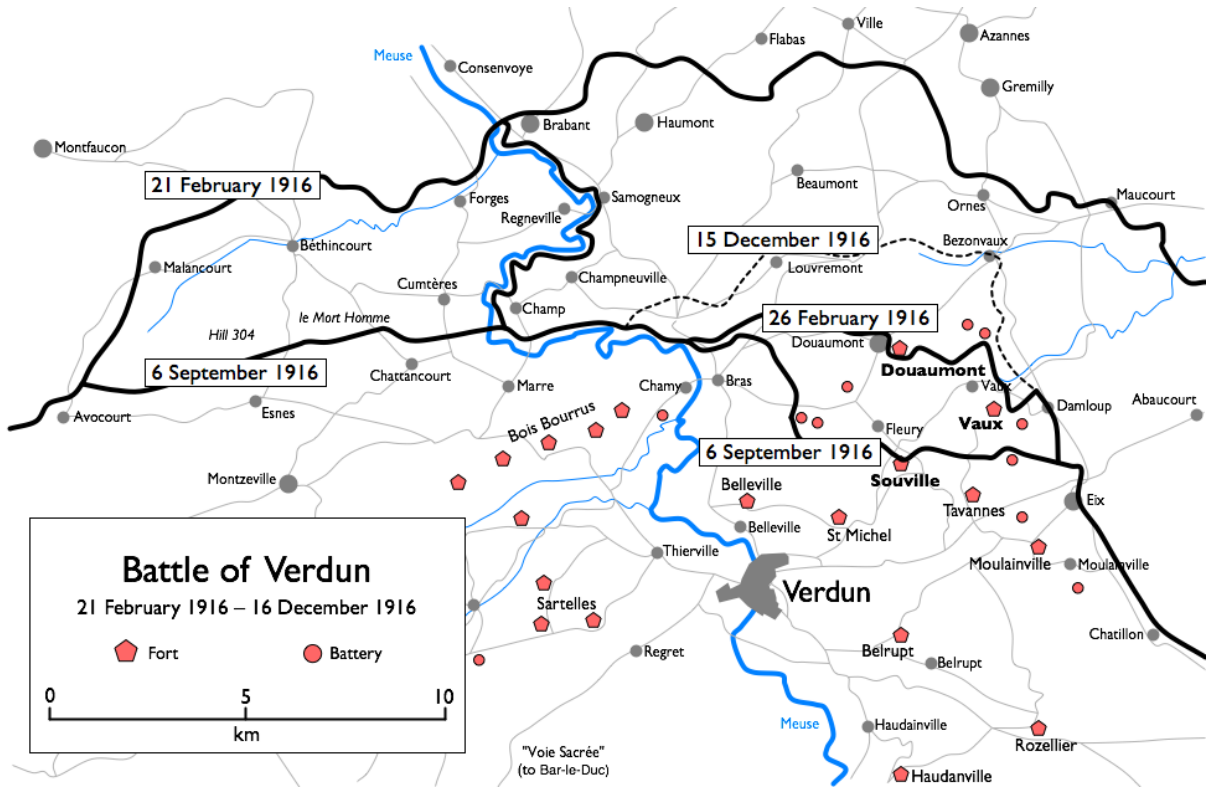 Ville
Azannes
Flabas
Meuse
Consenvoye
Gremilly
Brabant
Haumont
Montfaucon
21 February 1916
Beaumont
Maucourt
Forges
Samogneux
Regneville
Ornes
15 December 1916
Bezonvaux
Béthincourt
Malancourt
Louvremont
Champneuville
Cumtères
Champ
le Mort Homme
26 February 1916
Hill 304
Douaumont
Douaumont
6 September 1916
Chattancourt
Marre
Chamy
Bras
Vaux
Abaucourt
Esnes
Damloup
Avocourt
Bois Bourrus
Fleury
Vaux
6 September 1916
Montzeville
Belleville
Souville
Tavannes
Eix
Belleville
St Michel
Thierville
Moulainville
Moulainville
Battle of Verdun
21 February 1916 – 16 December 1916
Fort
Battery
0
5
10
km
Verdun
Sartelles
Chatillon
Regret
Belrupt
Belrupt
Meuse
Haudainville
Rozellier
"Voie Sacrée"
(to Bar-le-Duc)
Haudanville